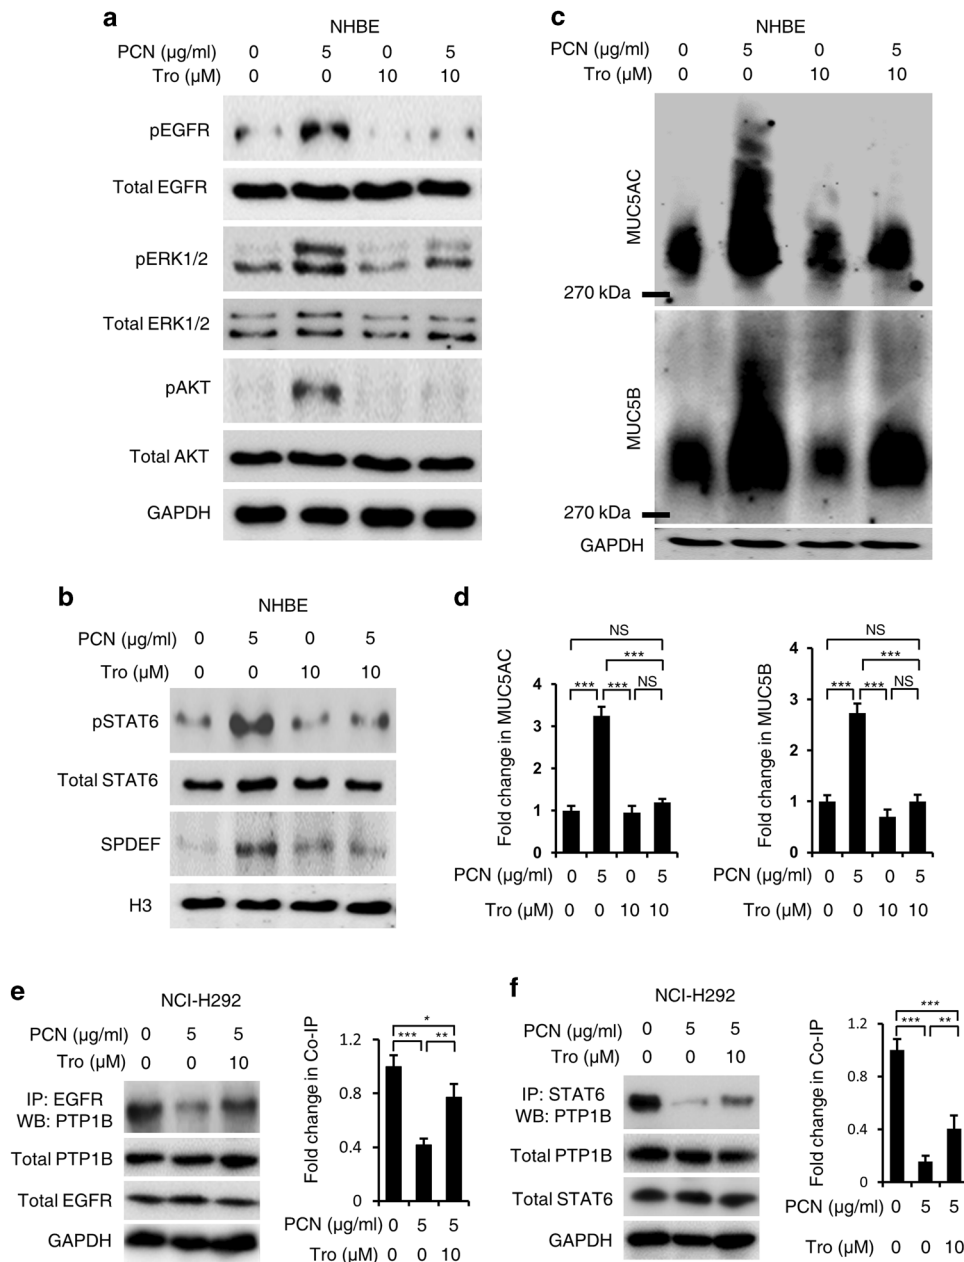 a
NHBE
PCN (µg/ml) 0 5 0 5
Tro (µM) 0 0 10 10
pEGFR
Total EGFR
pERK1/2
Total ERK1/2
pAKT
Total AKT
GAPDH
c
NHBE
PCN (µg/ml) 0 5 0 5
Tro (µM) 0 0 10 10
MUC5AC
270 kDa
MUC5B
270 kDa
GAPDH
b
NHBE
PCN (µg/ml) 0 5 0 5
Tro (µM) 0 0 10 10
pSTAT6
Total STAT6
SPDEF
H3
d
NS
***
*** *** NS
Fold change in MUC5AC
4
3
2
1
0
PCN (µg/ml) 0 5 0 5
Tro (µM) 0 0 10 10
NS
***
*** *** NS
Fold change in MUC5B
4
3
2
1
0
PCN (µg/ml) 0 5 0 5
Tro (µM) 0 0 10 10
e
NCI-H292
PCN (µg/ml) 0 5 5
Tro (µM) 0 0 10
IP: EGFR
WB: PTP1B
Total PTP1B
Total EGFR
GAPDH
*
*** **
Fold change in Co-IP
1.2
0.8
0.4
0
PCN (µg/ml) 0 5 5
Tro (µM) 0 0 10
f
NCI-H292
PCN (µg/ml) 0 5 5
Tro (µM) 0 0 10
IP: STAT6
WB: PTP1B
Total PTP1B
Total STAT6
GAPDH
***
*** **
Fold change in Co-IP
1.2
0.8
0.4
0
PCN (µg/ml) 0 5 5
Tro (µM) 0 0 10